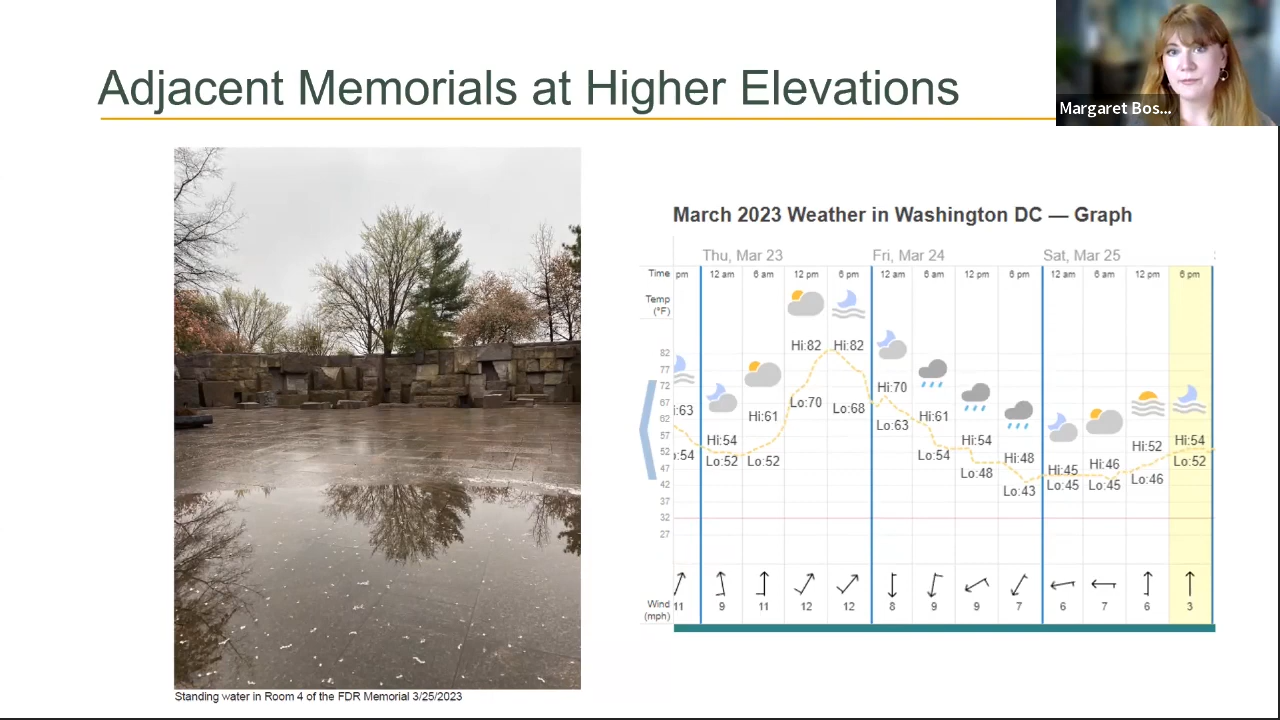 Adjacent Memorials at Higher Elevations
Margaret Bos...
March 2023 Weather in Washington DC — Graph
Thu, Mar 23 Fri, Mar 24 Sat, Mar 25
Time pm 12 am 6 am 12 pm 6 pm 12 am 6 am 12 pm 6 pm 12 am 6 am 12 pm 6 pm
Temp
(°F)
82
77
72
67
62
57
52
47
42
37
32
27
i:63 Hi:54 Hi:61 Hi:82 Hi:82 Hi:70 Hi:61 Hi:54 Hi:48 Hi:45 Hi:46 Hi:52 Hi:54
o:54 Lo:52 Lo:52 Lo:70 Lo:68 Lo:63 Lo:54 Lo:48 Lo:43 Lo:45 Lo:45 Lo:46 Lo:52
Wind 11 9 11 12 12 8 9 9 7 6 7 6 3
(mph)
Standing water in Room 4 of the FDR Memorial 3/25/2023